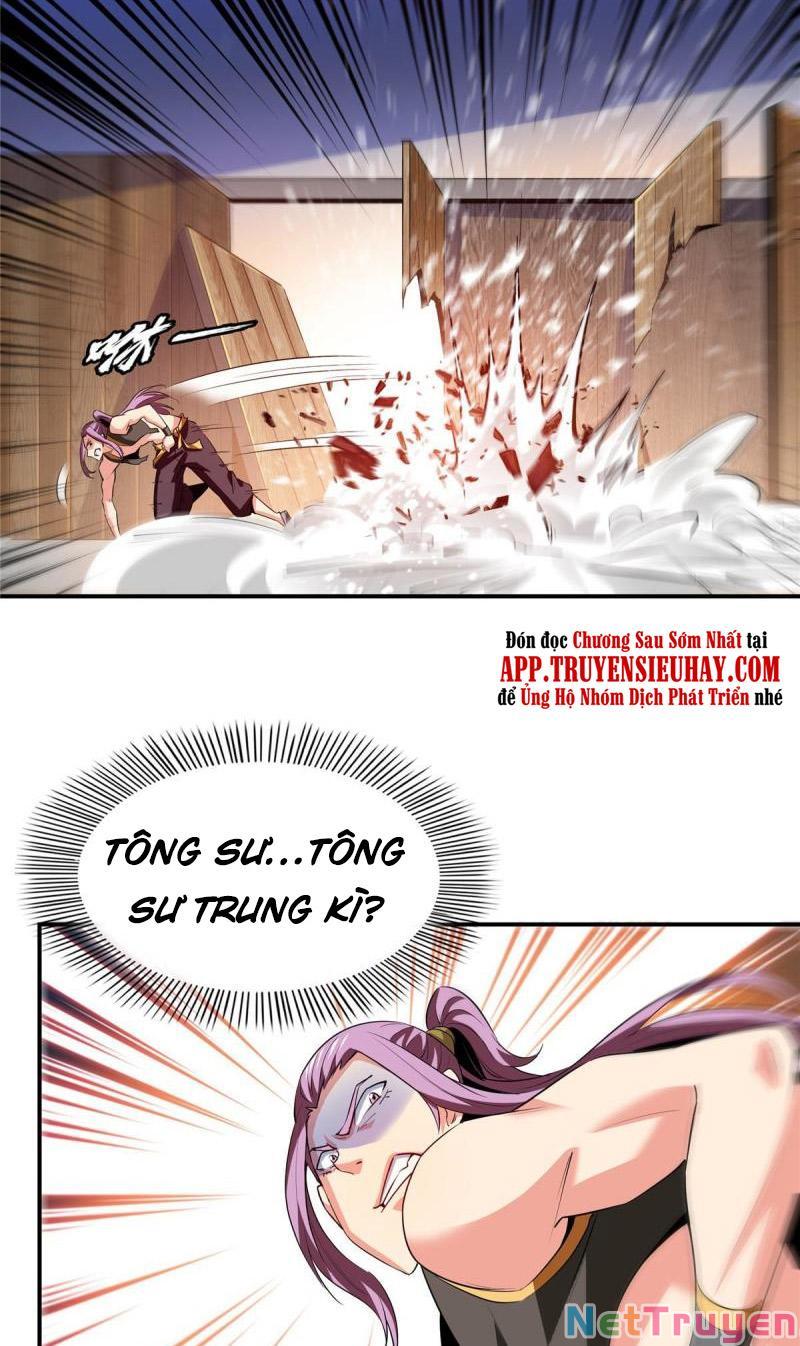 Đón đọc Chương Sau Sớm Nhất tại
APP.TRUYENSIEUHAY.COM
để Ủng Hộ Nhóm Dịch Phát Triển nhé
TÔNG SƯ...TÔNG
SƯ TRUNG KÌ?
NetTruyen